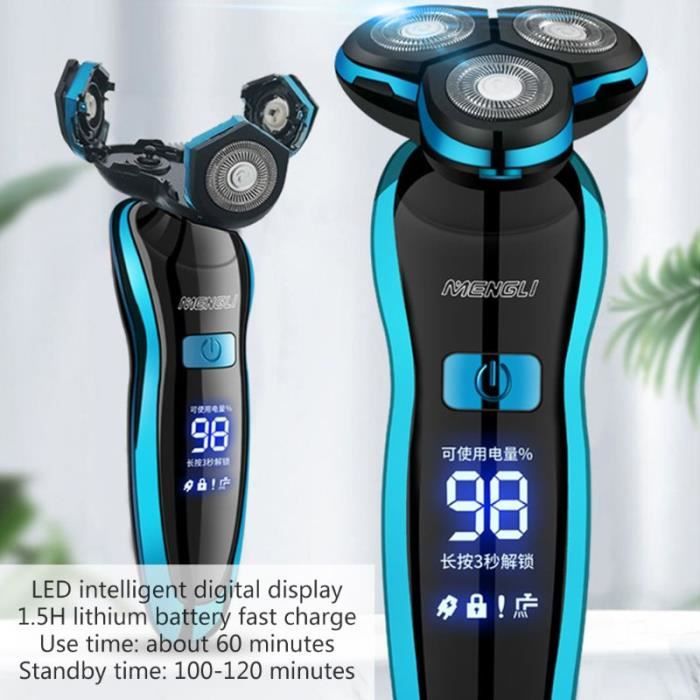 MENGLI
可使用电量%
98
长按3秒解锁
MENGLI
可使用电量%
98
长按3秒解锁
LED intelligent digital display
1.5H lithium battery fast charge
Use time: about 60 minutes
Standby time: 100-120 minutes